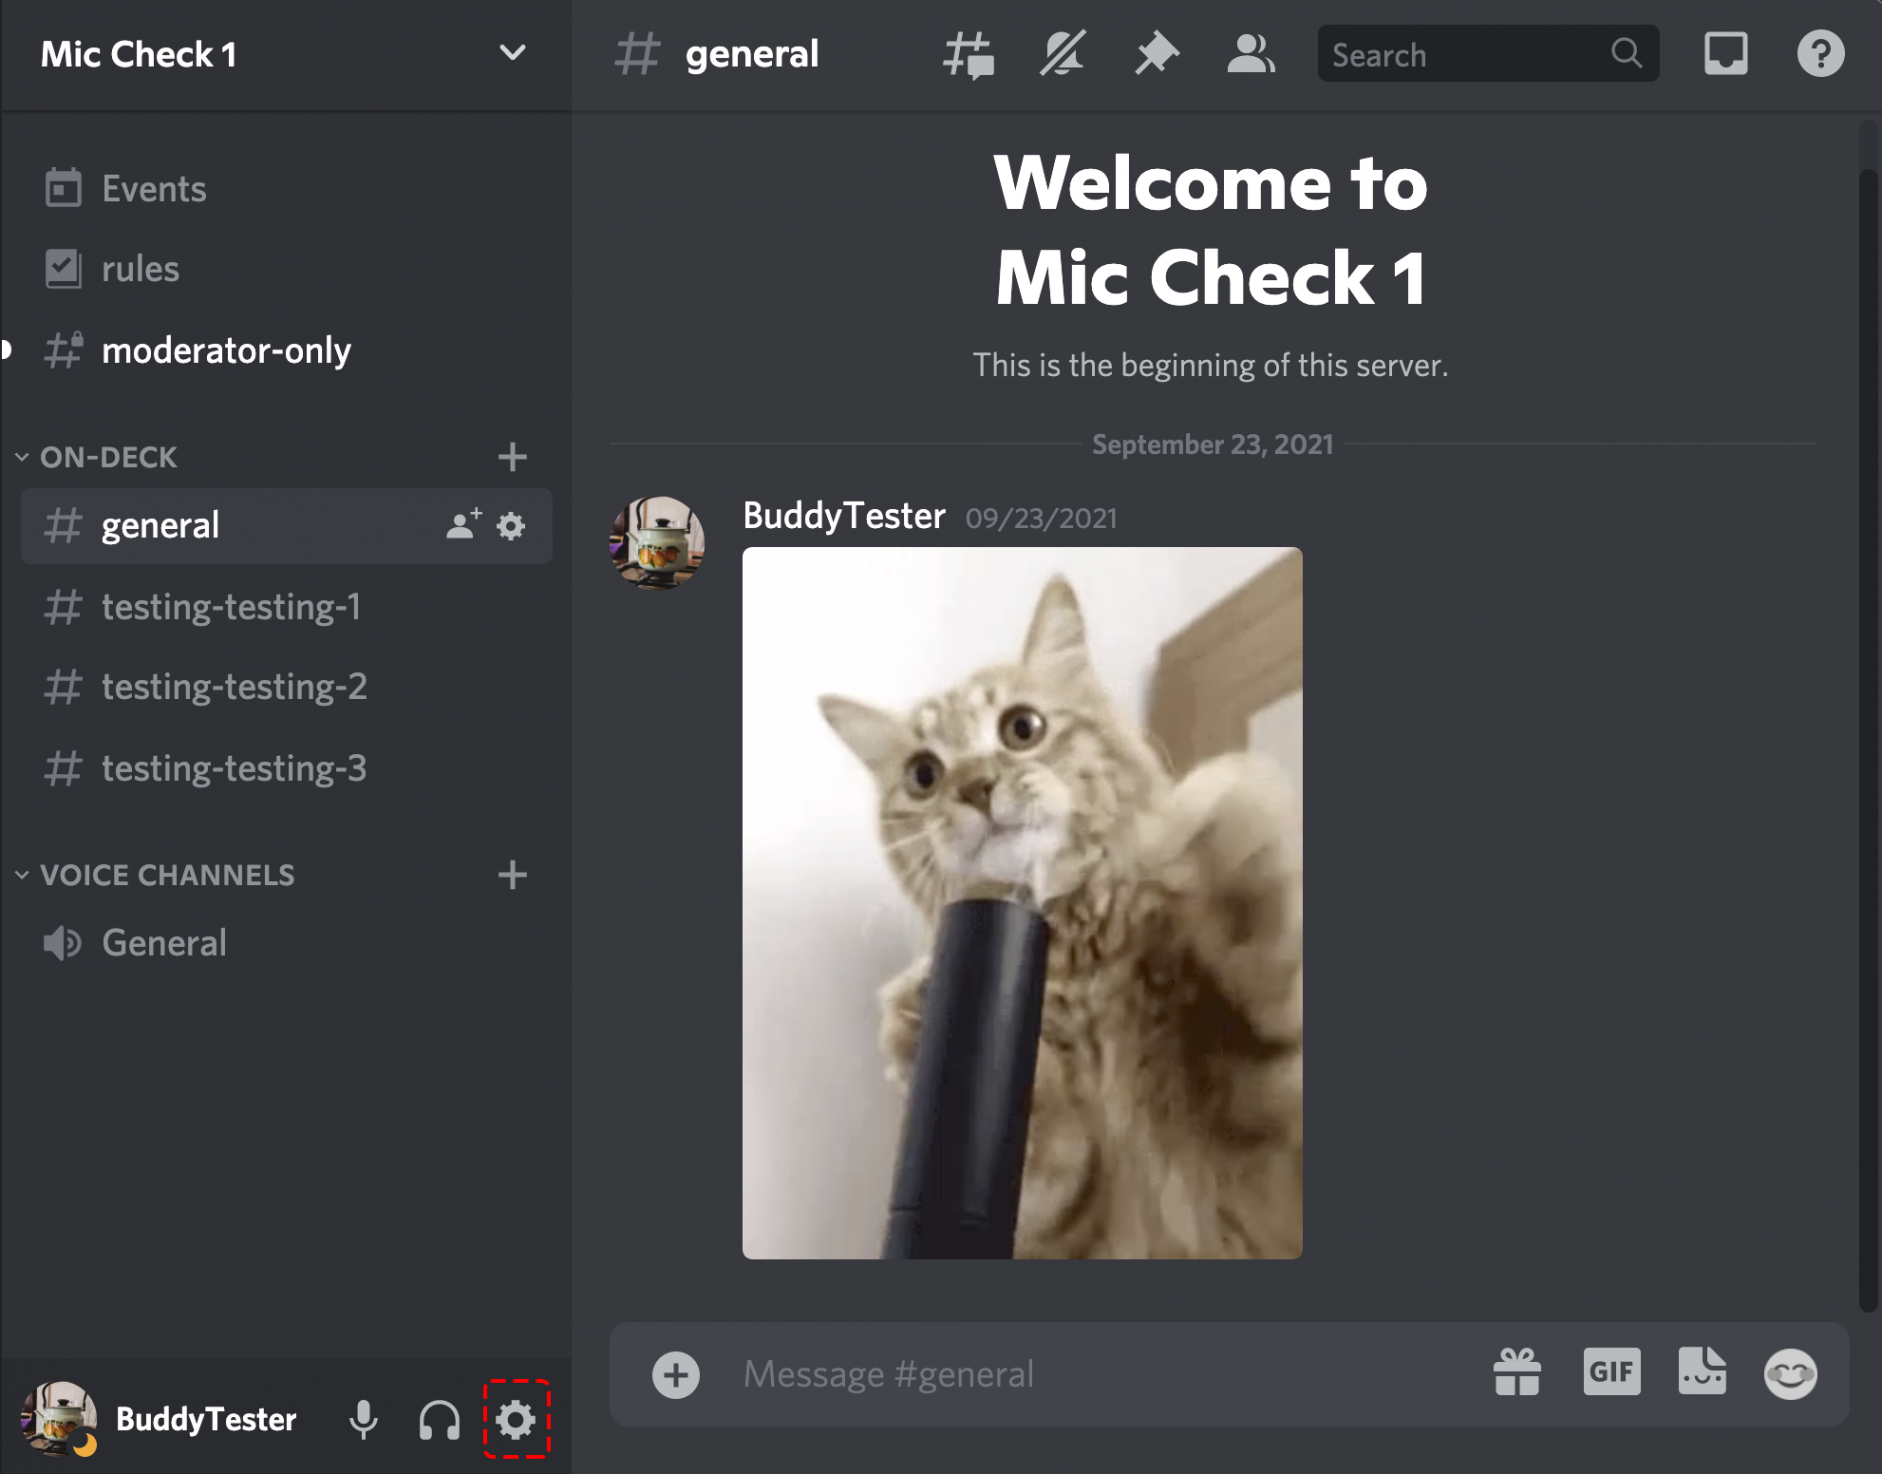 Mic Check 1
Events
rules
moderator-only
ON-DECK
general
testing-testing-1
testing-testing-2
testing-testing-3
VOICE CHANNELS
General
BuddyTester
general
Search
?
Welcome to
Mic Check 1
This is the beginning of this server.
September 23, 2021
BuddyTester 09/23/2021
Message #general
GIF